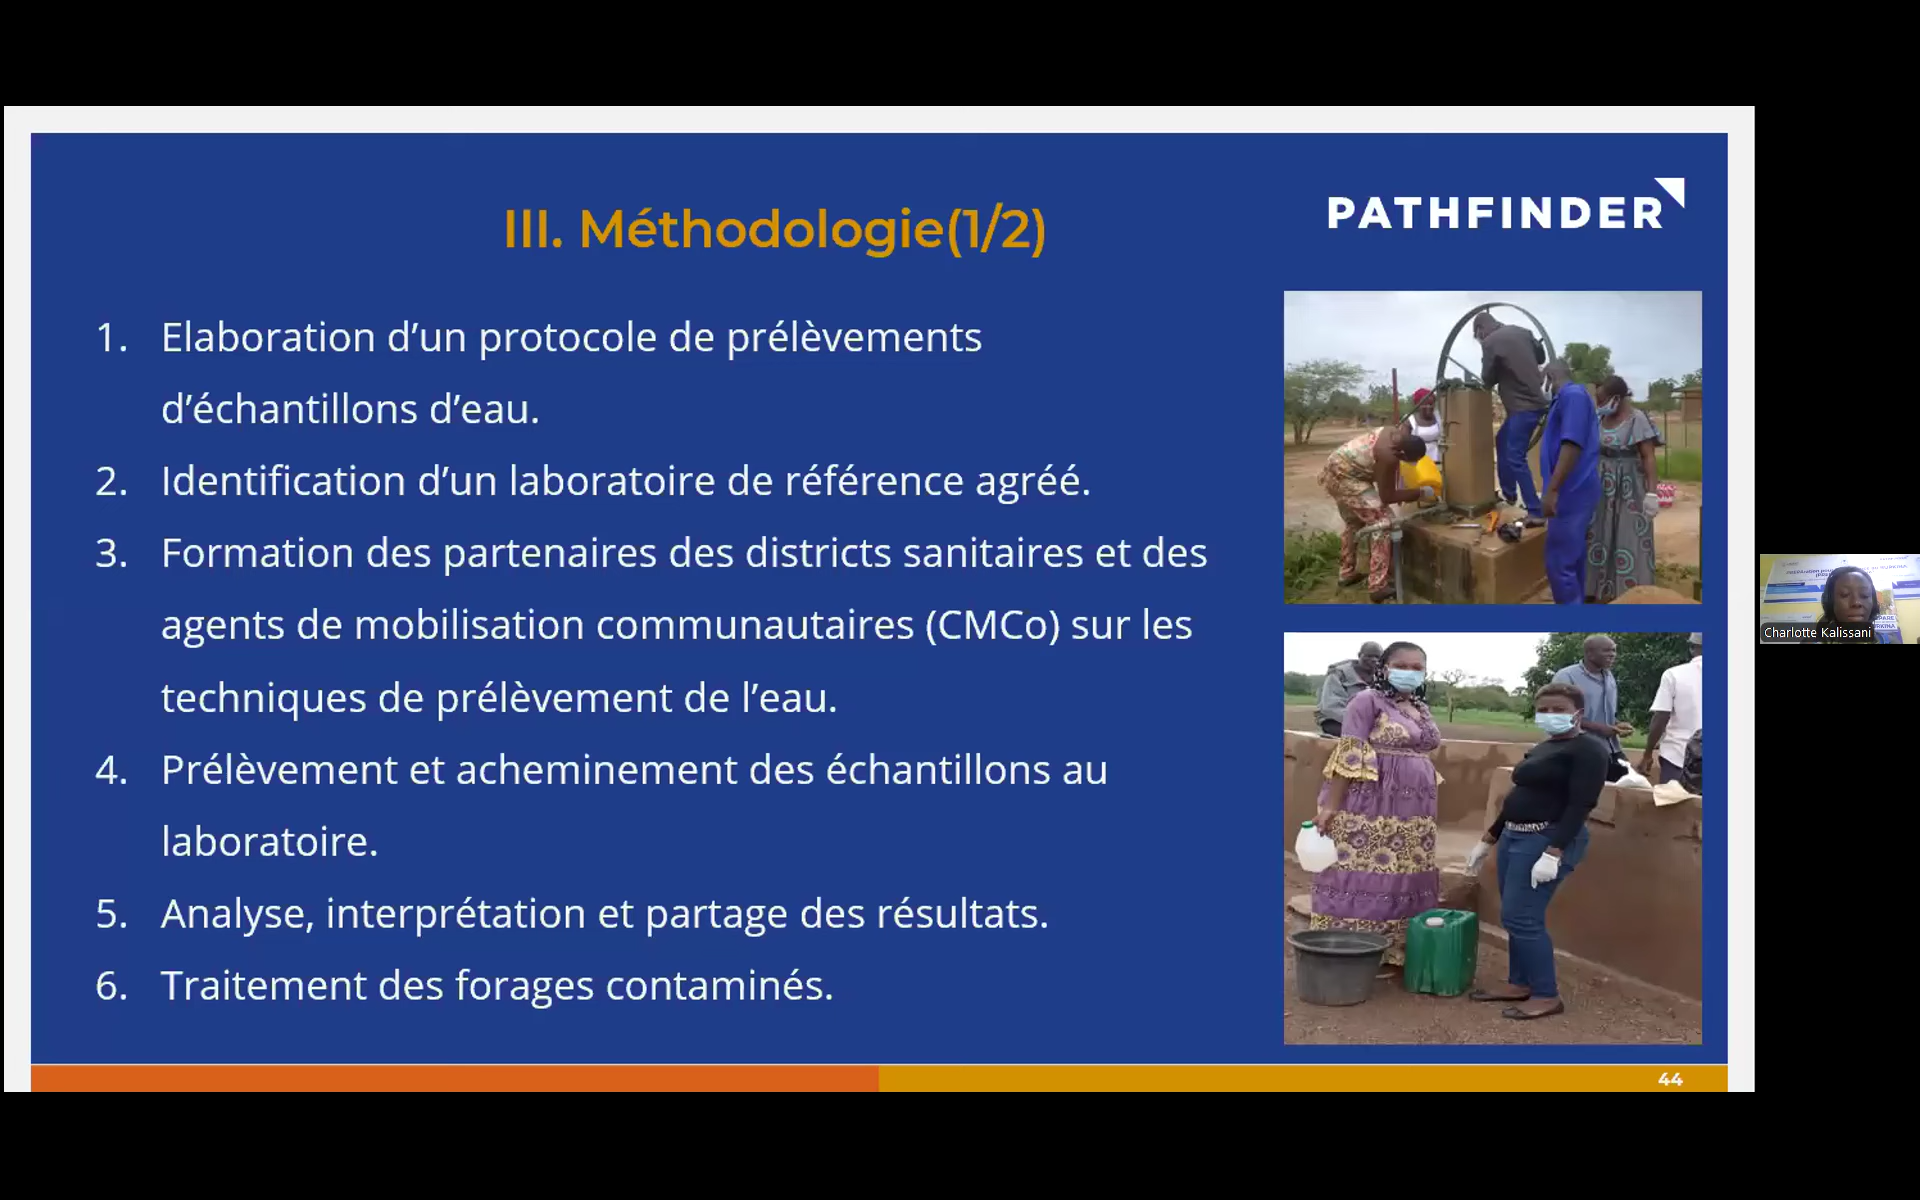 III. Méthodologie(1/2)
PATHFINDER
1. Elaboration d’un protocole de prélèvements
d’échantillons d’eau.
2. Identification d’un laboratoire de référence agréé.
3. Formation des partenaires des districts sanitaires et des
agents de mobilisation communautaires (CMCo) sur les
techniques de prélèvement de l’eau.
4. Prélèvement et acheminement des échantillons au
laboratoire.
5. Analyse, interprétation et partage des résultats.
6. Traitement des forages contaminés.
44
Charlotte Kalissani